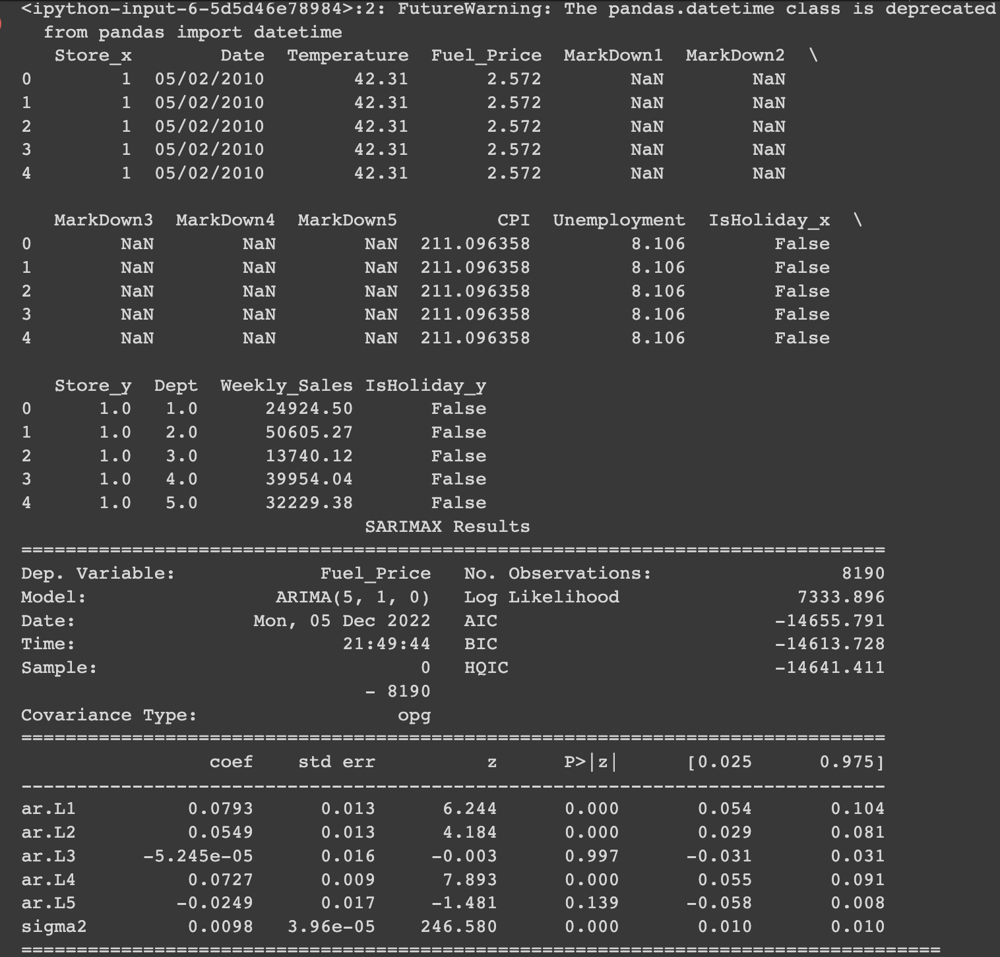 <ipython-input-6-5d5d46e78984>:2: FutureWarning: The pandas.datetime class is deprecated
  from pandas import datetime
   Store_x        Date  Temperature  Fuel_Price  MarkDown1  MarkDown2  \
0        1  05/02/2010        42.31       2.572        NaN        NaN
1        1  05/02/2010        42.31       2.572        NaN        NaN
2        1  05/02/2010        42.31       2.572        NaN        NaN
3        1  05/02/2010        42.31       2.572        NaN        NaN
4        1  05/02/2010        42.31       2.572        NaN        NaN
   MarkDown3  MarkDown4  MarkDown5         CPI  Unemployment  IsHoliday_x  \
0        NaN        NaN        NaN  211.096358         8.106        False
1        NaN        NaN        NaN  211.096358         8.106        False
2        NaN        NaN        NaN  211.096358         8.106        False
3        NaN        NaN        NaN  211.096358         8.106        False
4        NaN        NaN        NaN  211.096358         8.106        False
   Store_y  Dept  Weekly_Sales IsHoliday_y
0      1.0   1.0      24924.50       False
1      1.0   2.0      50605.27       False
2      1.0   3.0      13740.12       False
3      1.0   4.0      39954.04       False
4      1.0   5.0      32229.38       False
                               SARIMAX Results
==============================================================================
Dep. Variable:             Fuel_Price   No. Observations:                 8190
Model:                 ARIMA(5, 1, 0)   Log Likelihood                7333.896
Date:                Mon, 05 Dec 2022   AIC                         -14655.791
Time:                        21:49:44   BIC                         -14613.728
Sample:                             0   HQIC                        -14641.411
                               - 8190
Covariance Type:                  opg
==============================================================================
                 coef    std err          z      P>|z|      [0.025      0.975]
------------------------------------------------------------------------------
ar.L1          0.0793      0.013      6.244      0.000       0.054       0.104
ar.L2          0.0549      0.013      4.184      0.000       0.029       0.081
ar.L3      -5.245e-05      0.016     -0.003      0.997      -0.031       0.031
ar.L4          0.0727      0.009      7.893      0.000       0.055       0.091
ar.L5         -0.0249      0.017     -1.481      0.139      -0.058       0.008
sigma2         0.0098   3.96e-05    246.580      0.000       0.010       0.010
===================================================================================